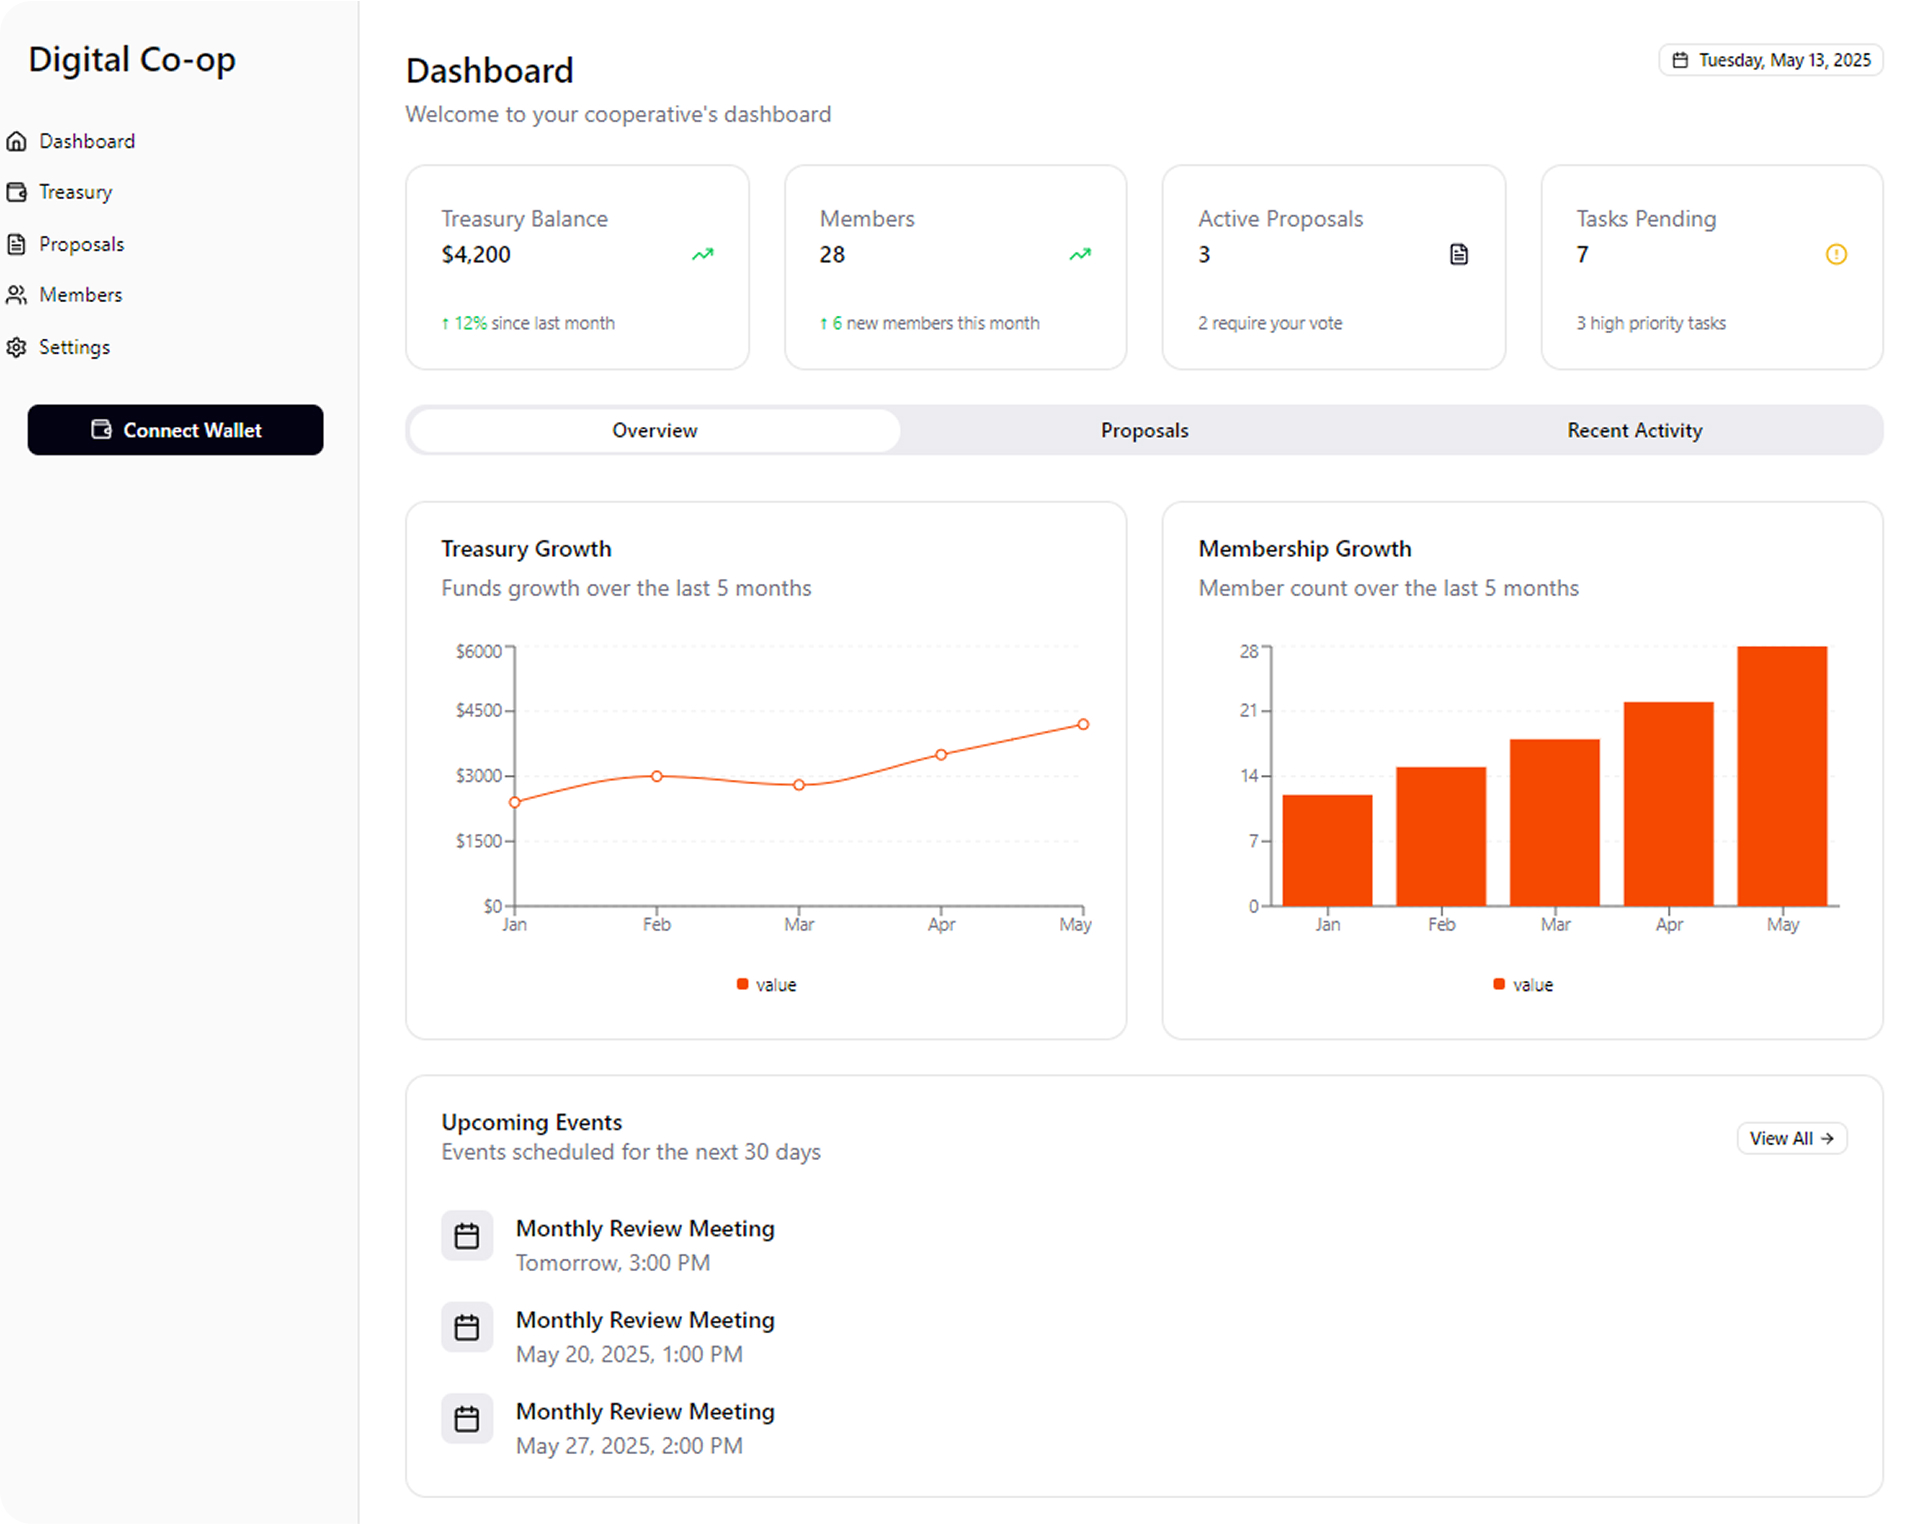 Digital Co-op
Dashboard
Treasury
Proposals
Members
Settings
Connect Wallet
Dashboard
Welcome to your cooperative's dashboard
Tuesday, May 13, 2025
Treasury Balance
$4,200
↑ 12% since last month
Members
28
↑ 6 new members this month
Active Proposals
3
2 require your vote
Tasks Pending
7
3 high priority tasks
Overview
Proposals
Recent Activity
Treasury Growth
Funds growth over the last 5 months
$6000
$4500
$3000
$1500
$0
Jan Feb Mar Apr May
value
Membership Growth
Member count over the last 5 months
28
21
14
7
0
Jan Feb Mar Apr May
value
Upcoming Events
Events scheduled for the next 30 days
View All →
Monthly Review Meeting
Tomorrow, 3:00 PM
Monthly Review Meeting
May 20, 2025, 1:00 PM
Monthly Review Meeting
May 27, 2025, 2:00 PM